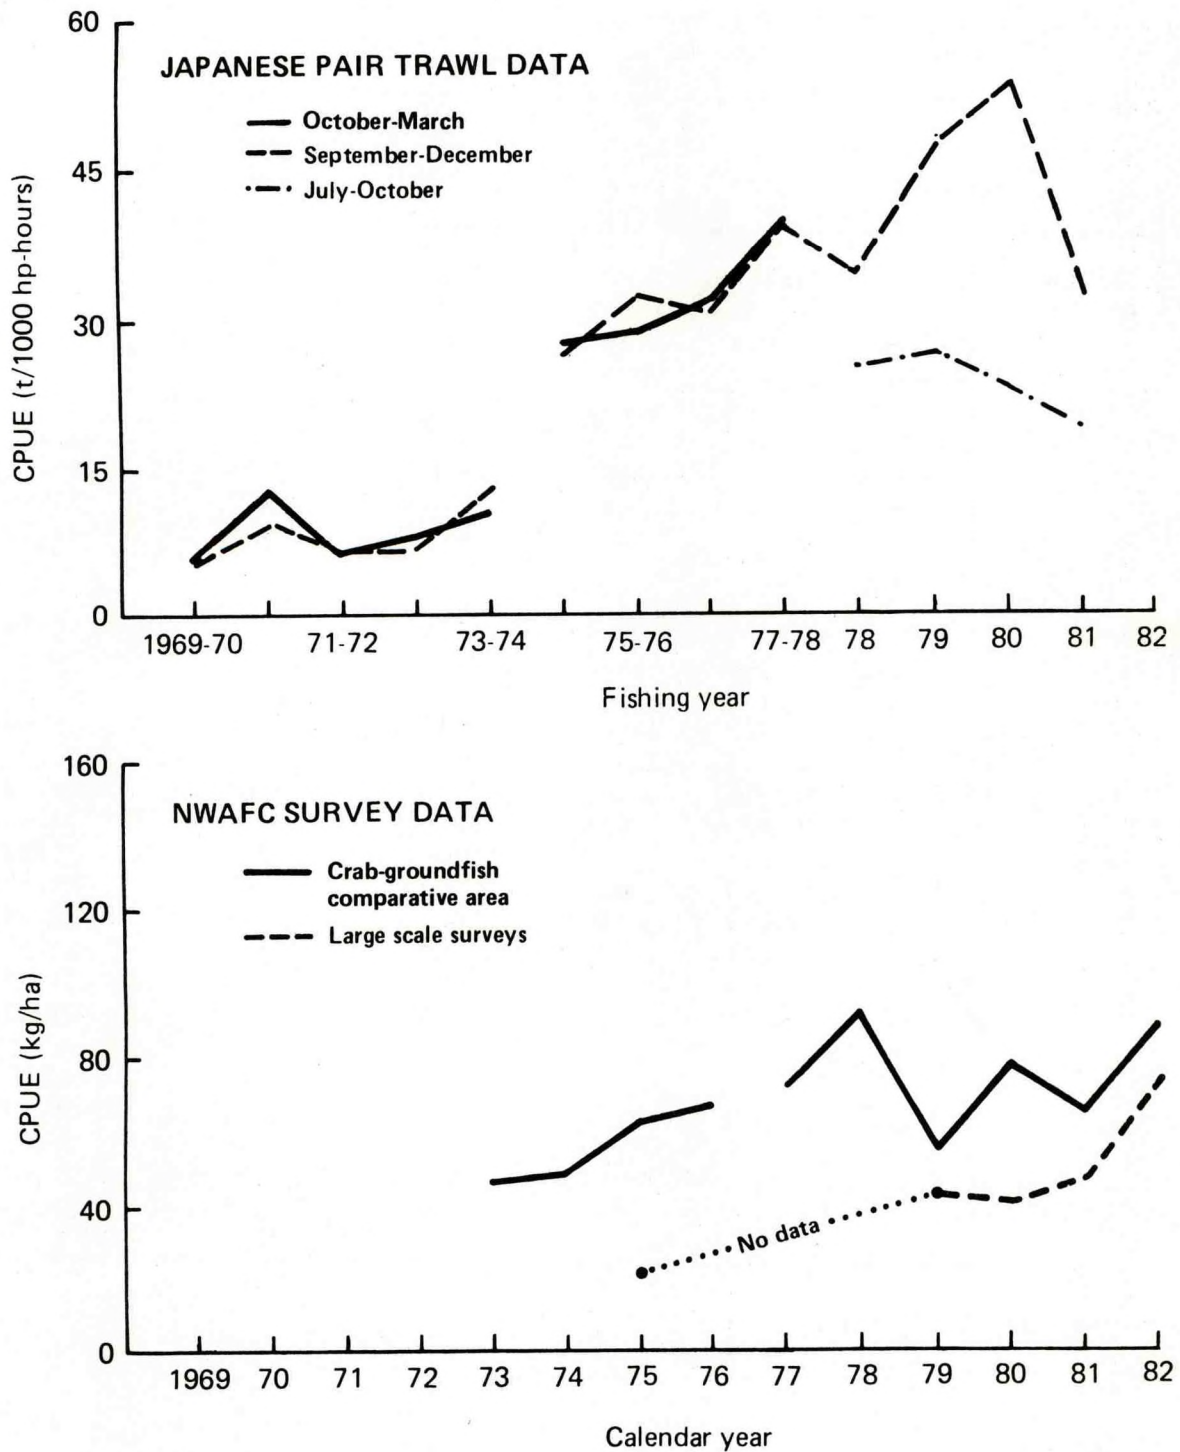 60
45
30
15
0
CPUE (t/1000 hp-hours)
JAPANESE PAIR TRAWL DATA
October-March
September-December
July-October
1969-70 71-72 73-74 75-76 77-78 78 79 80 81 82
Fishing year
160
120
80
40
0
CPUE (kg/ha)
NWAFC SURVEY DATA
Crab-groundfish
comparative area
Large scale surveys
No data
1969 70 71 72 73 74 75 76 77 78 79 80 81 82
Calendar year